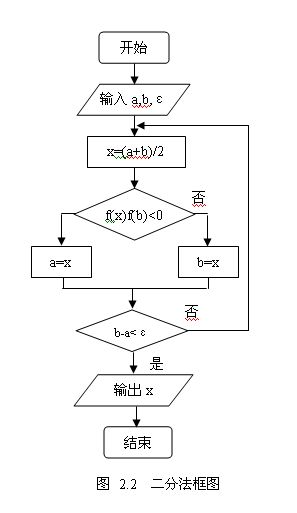 开始
输入 a,b, ε
x=(a+b)/2
否
f(x)f(b)<0
a=x
b=x
否
b-a< ε
是
输出 x
结束
图 2.2 二分法框图